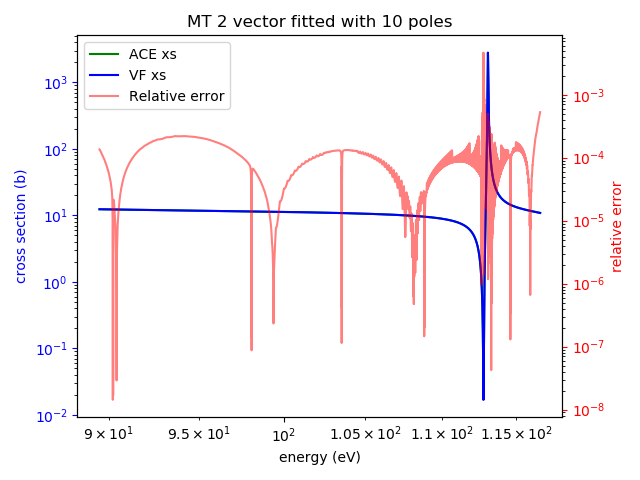 MT 2 vector fitted with 10 poles
ACE xs
VF xs
Relative error
cross section (b)
10³
10²
10¹
10⁰
10⁻¹
10⁻²
relative error
10⁻³
10⁻⁴
10⁻⁵
10⁻⁶
10⁻⁷
10⁻⁸
9 × 10¹ 9.5 × 10¹ 10² 1.05 × 10² 1.1 × 10² 1.15 × 10²
energy (eV)